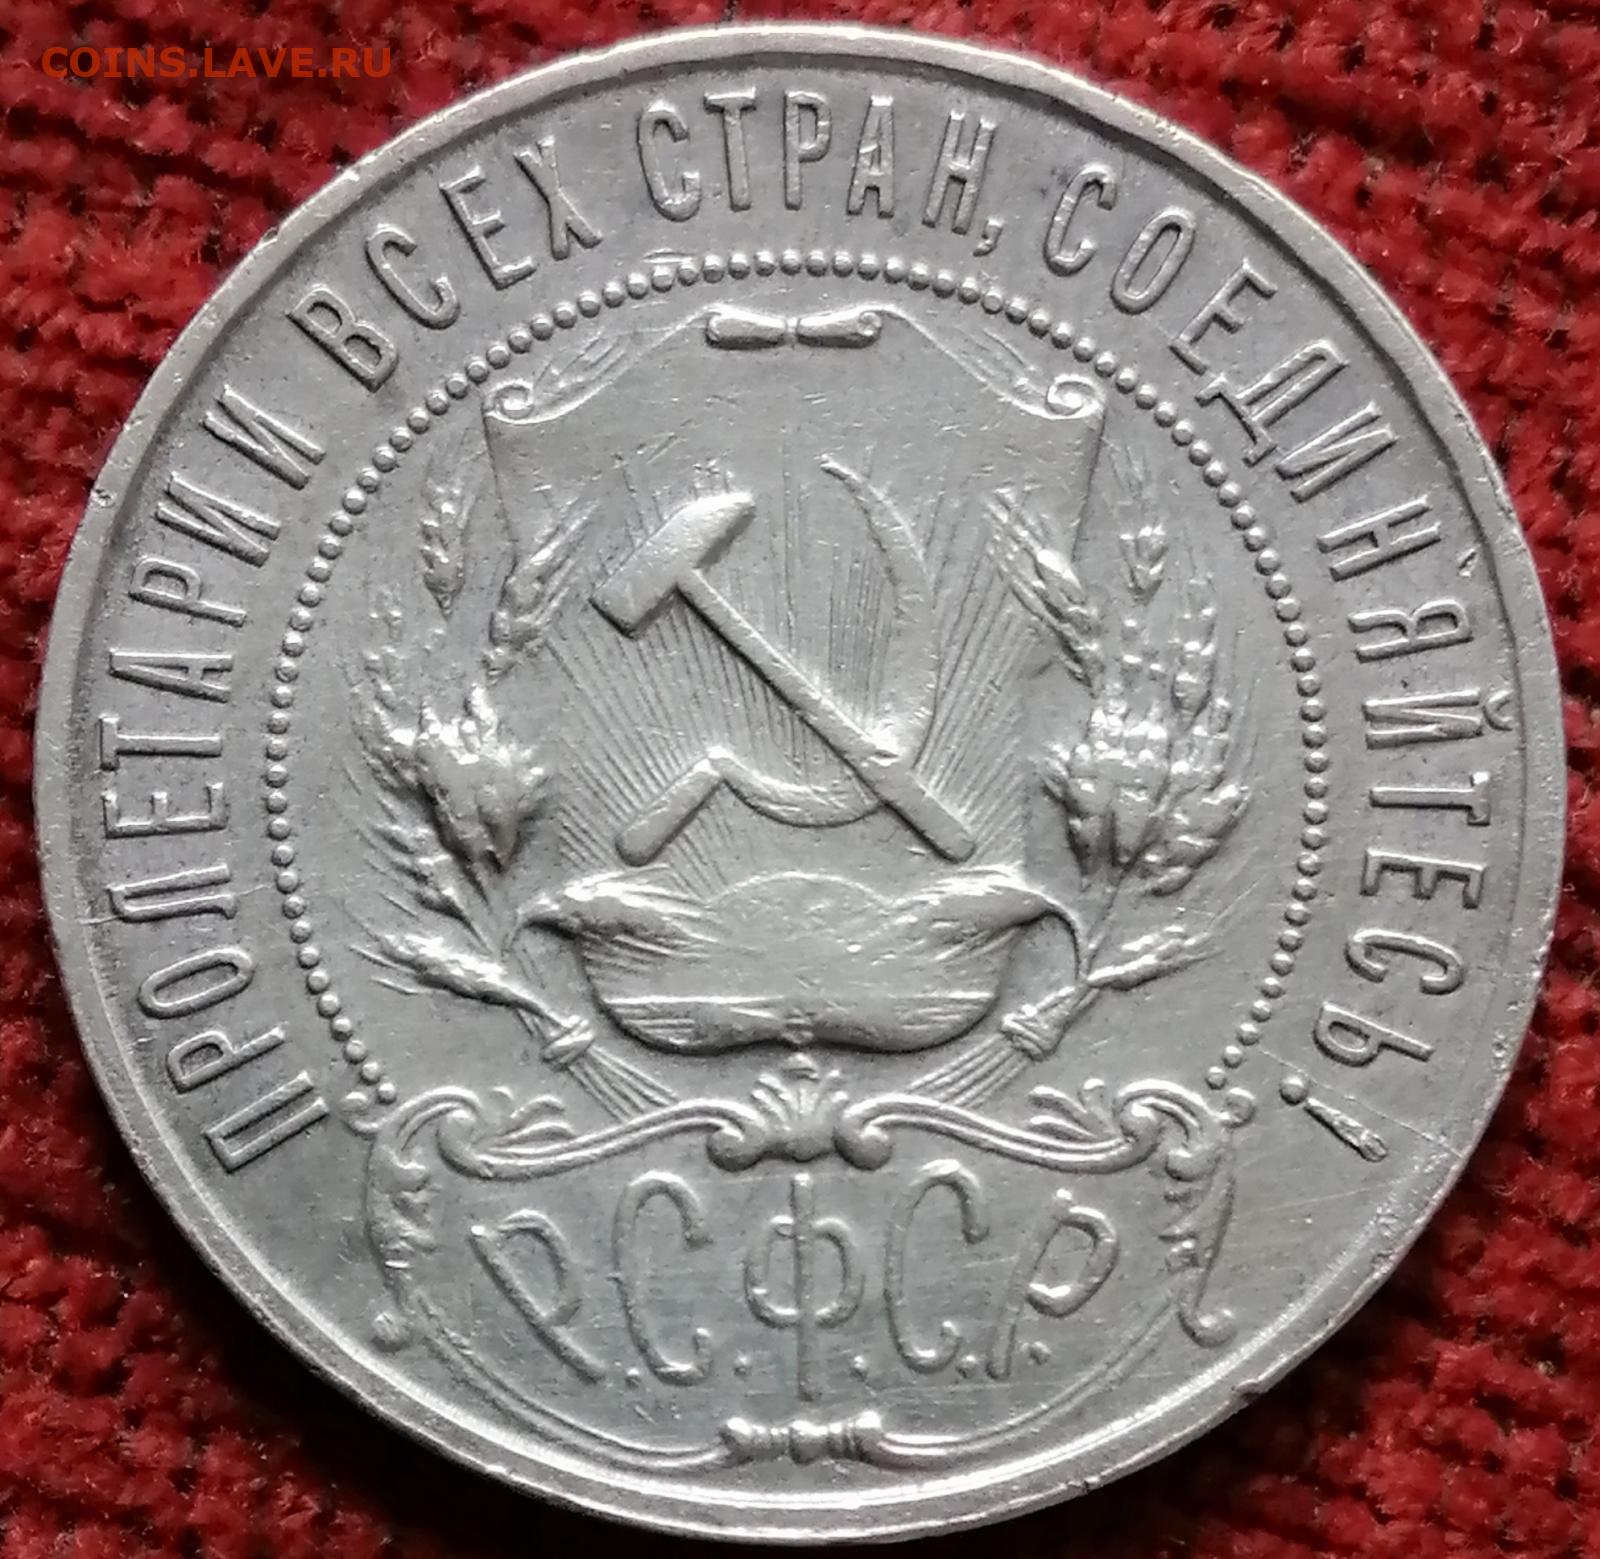 COINS.LAVE.RU
ПРОЛЕТАРИИ ВСЕХ СТРАН, СОЕДИНЯЙТЕСЬ!
Р.С.Ф.С.Р.